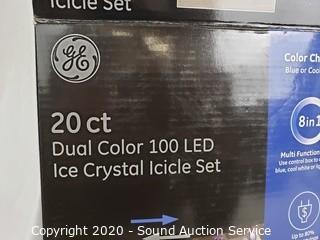 Icicle Set
GE
20 ct
Dual Color 100 LED
Ice Crystal Icicle Set
Color Ch
Blue or Coo
8 in 1
Multi Function
Use control box to
blue, cool white or
Up to 80%
Copyright 2020 - Sound Auction Service